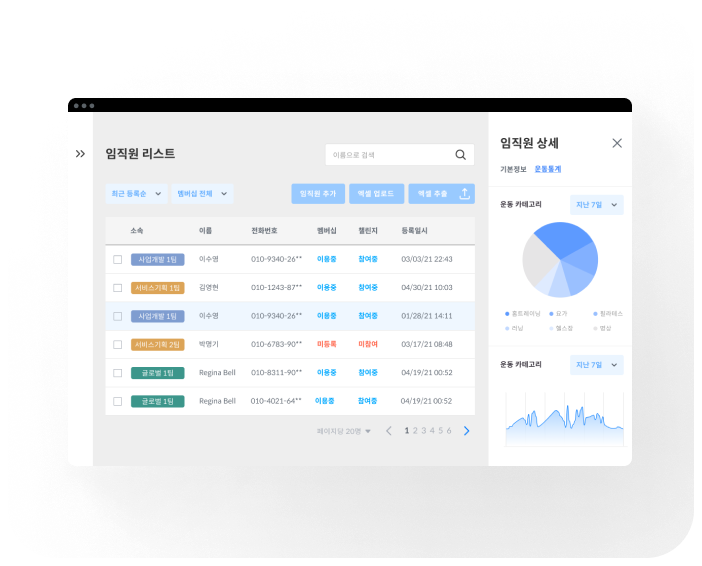 임직원 리스트
이름으로 검색
최근 등록순
멤버십 전체
임직원 추가
엑셀 업로드
엑셀 추출
소속 이름 전화번호 멤버십 챌린지 등록일시
사업개발 1팀 이수영 010-9340-26** 이용중 참여중 03/03/21 22:43
서비스기획 1팀 김영헌 010-1243-87** 이용중 참여중 04/30/21 10:03
사업개발 1팀 이수영 010-9340-26** 이용중 참여중 01/28/21 14:11
서비스기획 2팀 박명기 010-6783-90** 미등록 미참여 03/17/21 08:48
글로벌 1팀 Regina Bell 010-8311-90** 이용중 참여중 04/19/21 00:52
글로벌 1팀 Regina Bell 010-4021-64** 이용중 참여중 04/19/21 00:52
페이지당 20명
1 2 3 4 5 6
임직원 상세
기본정보 운동통계
운동 카테고리 지난 7일
홈트레이닝 요가 필라테스
러닝 헬스장 명상
운동 카테고리 지난 7일